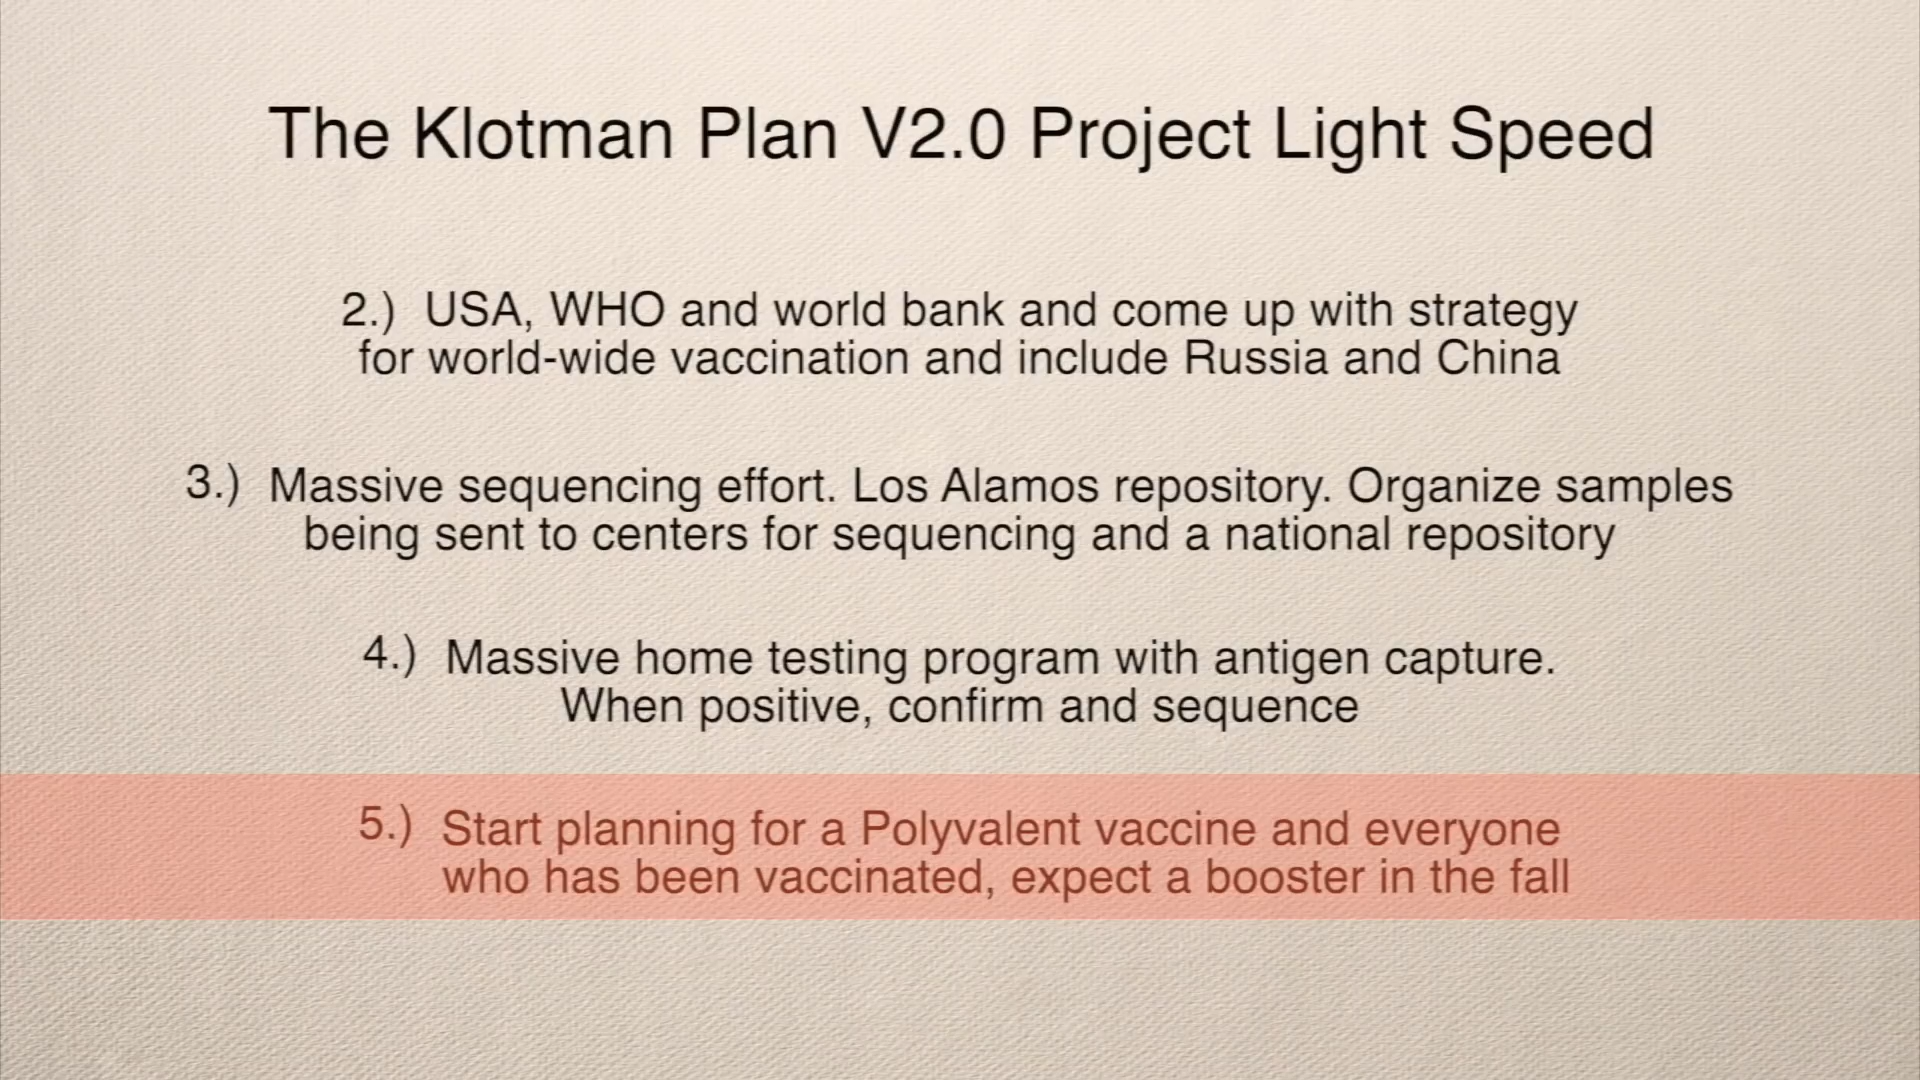 The Klotman Plan V2.0 Project Light Speed
2.) USA, WHO and world bank and come up with strategy
for world-wide vaccination and include Russia and China
3.) Massive sequencing effort. Los Alamos repository. Organize samples
being sent to centers for sequencing and a national repository
4.) Massive home testing program with antigen capture.
When positive, confirm and sequence
5.) Start planning for a Polyvalent vaccine and everyone
who has been vaccinated, expect a booster in the fall